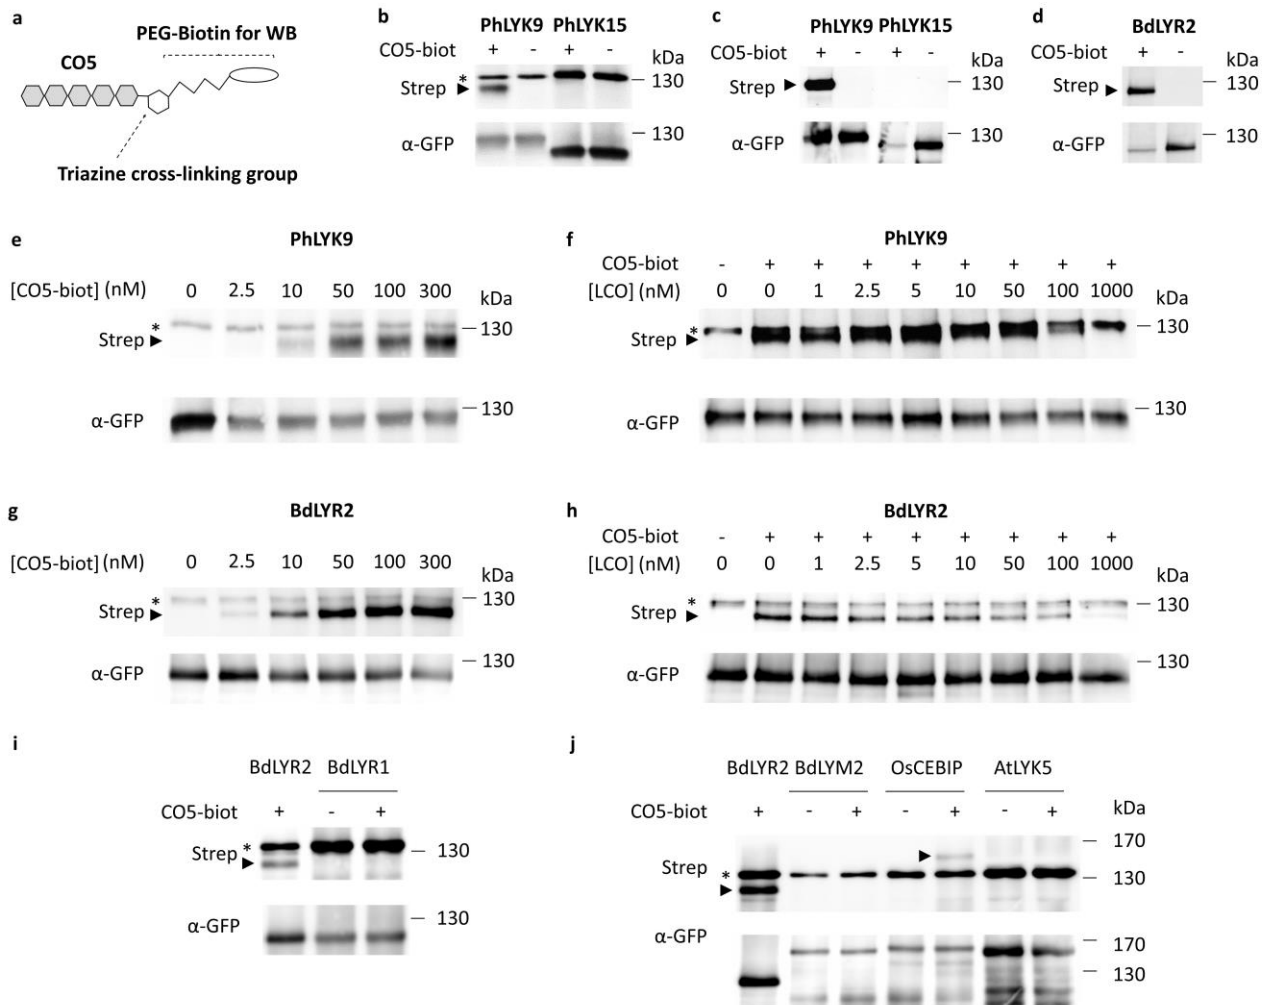 a
PEG-Biotin for WB
CO5
Triazine cross-linking group
b
PhLYK9 PhLYK15
CO5-biot + - + - kDa
* 130
Strep ►
α-GFP 130
c
PhLYK9 PhLYK15
CO5-biot + - + - kDa
Strep ► 130
α-GFP 130
d
BdLYR2
CO5-biot + - kDa
Strep ► 130
α-GFP 130
e
PhLYK9
[CO5-biot] (nM) 0 2.5 10 50 100 300 kDa
* 130
Strep ►
α-GFP 130
f
PhLYK9
CO5-biot - + + + + + + + +
[LCO] (nM) 0 0 1 2.5 5 10 50 100 1000 kDa
* 130
Strep ►
α-GFP 130
g
BdLYR2
[CO5-biot] (nM) 0 2.5 10 50 100 300 kDa
* 130
Strep ►
α-GFP 130
h
BdLYR2
CO5-biot - + + + + + + + +
[LCO] (nM) 0 0 1 2.5 5 10 50 100 1000 kDa
* 130
Strep ►
α-GFP 130
i
BdLYR2 BdLYR1
CO5-biot + - +
Strep * 130
►
α-GFP 130
j
BdLYR2 BdLYM2 OsCEBIP AtLYK5
CO5-biot + - + - + - + kDa
Strep ► 170
* 130
►
α-GFP 170
130